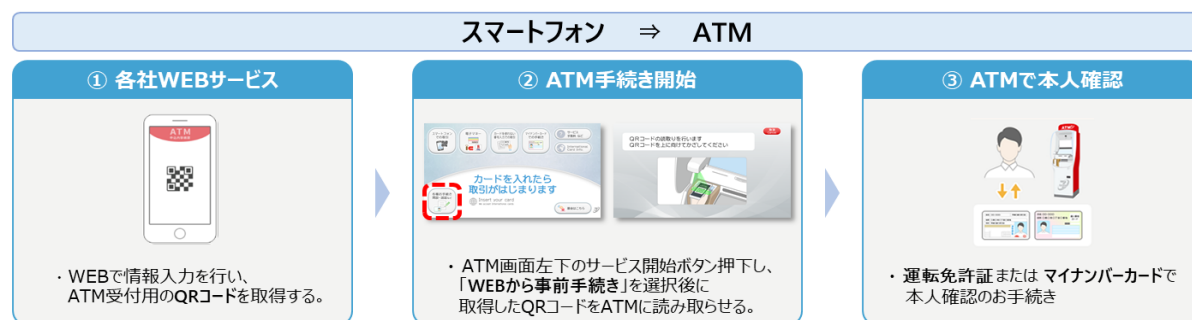 スマートフォン ⇒ ATM
① 各社WEBサービス
ATM
・WEBで情報入力を行い、
ATM受付用のQRコードを取得する。
② ATM手続き開始
カードを入れたら
取引がはじまります
Insert your card
QRコードの読取りを行います
QRコードを上に向けてかざしてください
・ATM画面左下のサービス開始ボタン押下し、
「WEBから事前手続き」を選択後に
取得したQRコードをATMに読み取らせる。
③ ATMで本人確認
・運転免許証または マイナンバーカードで
本人確認のお手続き